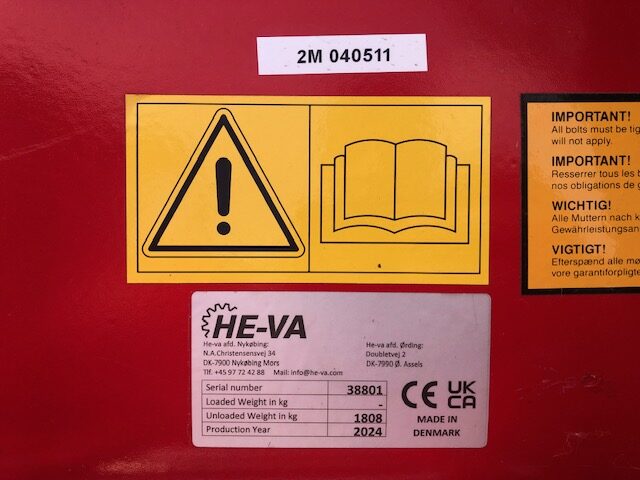 2M 040511
IMPORTANT!
All bolts must be
will not apply.
IMPORTANT!
Resserrer tous les
nos obligations de
WICHTIG!
Alle Muttern nach
VIGTIGT!
Efterspænd alle
vore
HE-VA
He-va afd. Nykøbing:
N.A.Christensensvej 34
DK-7900 Nykøbing Mors
Tlf. +45 97 72 42 88 Mail: info@he-va.com
He-va afd. Ørding:
Doubletvej 2
DK-7990 Ø. Assels
Serial number 38801
Loaded Weight in kg -
Unloaded Weight in kg 1808
Production Year 2024
CE UK
CA
MADE IN
DENMARK